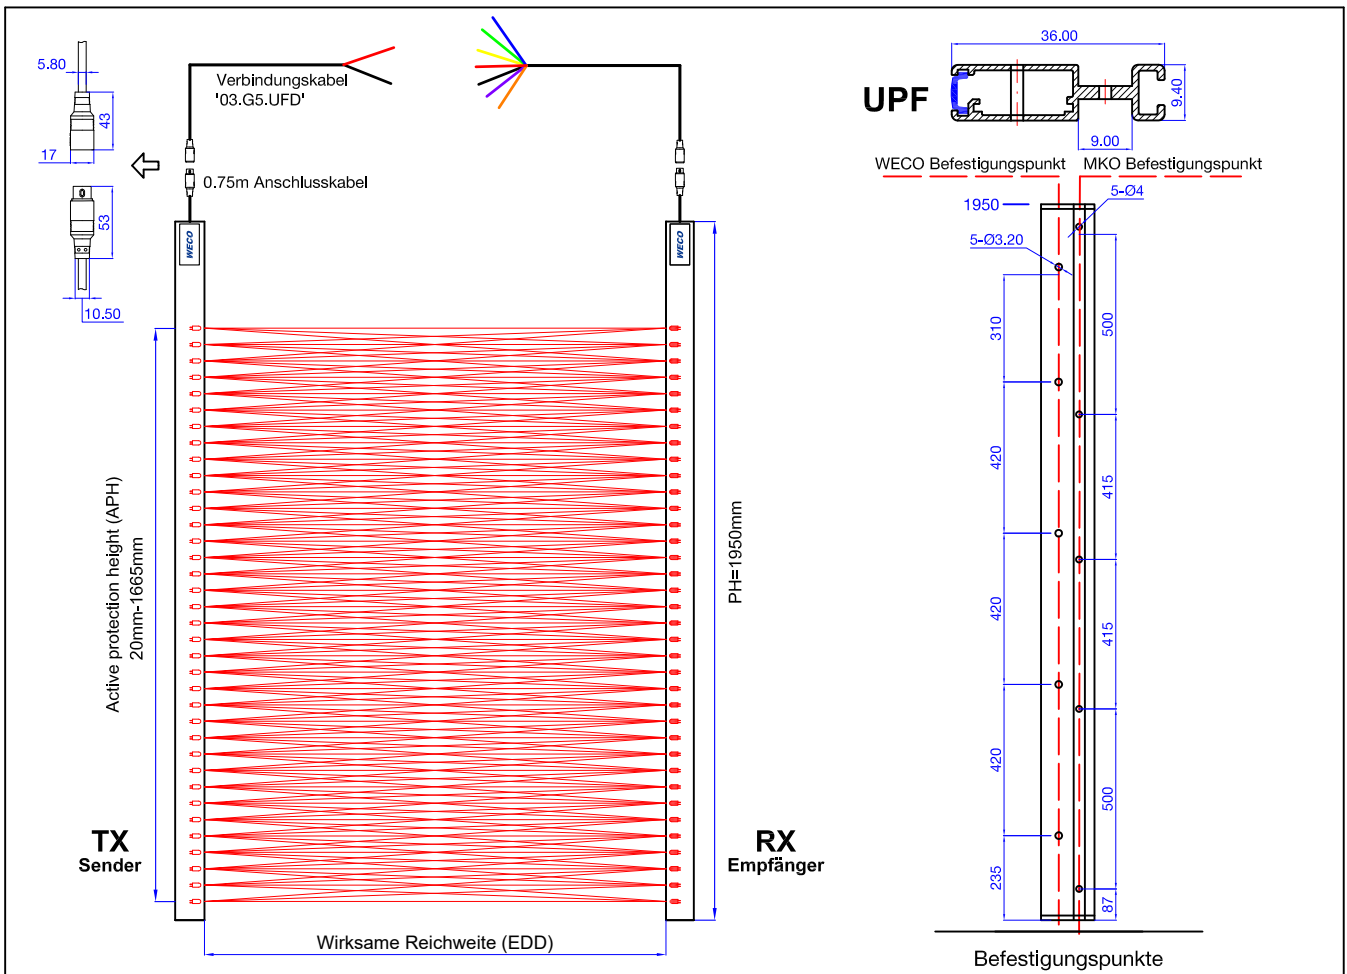 5.80
43
17
53
10.50
Verbindungskabel
'03.G5.UFD'
0.75m Anschlusskabel
WECO
WECO
Active protection height (APH)
20mm-1665mm
PH=1950mm
TX
Sender
RX
Empfänger
Wirksame Reichweite (EDD)
UPF
36.00
9.40
9.00
WECO Befestigungspunkt
MKO Befestigungspunkt
1950
5-Ø4
5-Ø3.20
310
420
420
420
235
500
415
415
500
87
Befestigungspunkte